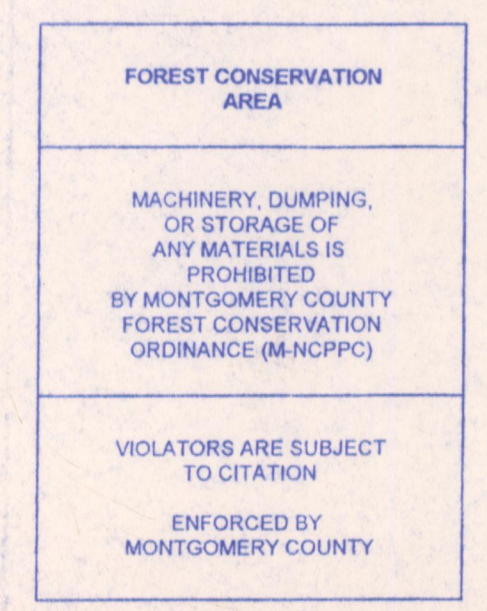 FOREST CONSERVATION
AREA
MACHINERY, DUMPING,
OR STORAGE OF
ANY MATERIALS IS
PROHIBITED
BY MONTGOMERY COUNTY
FOREST CONSERVATION
ORDINANCE (M-NCPPC)
VIOLATORS ARE SUBJECT
TO CITATION
ENFORCED BY
MONTGOMERY COUNTY